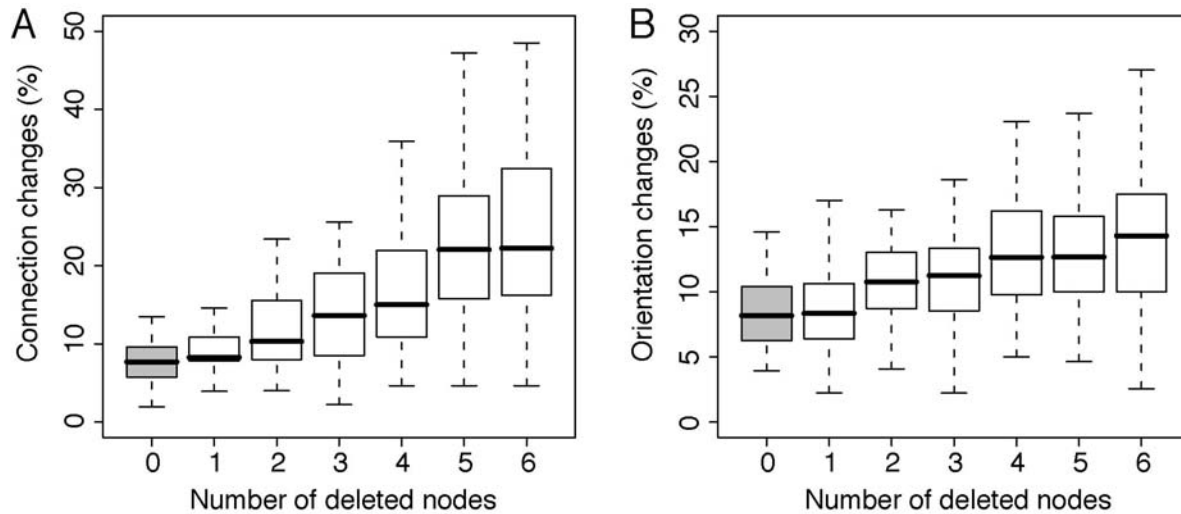 A
Connection changes (%)
50
40
30
20
10
0
0 1 2 3 4 5 6
Number of deleted nodes
B
Orientation changes (%)
30
25
20
15
10
5
0
0 1 2 3 4 5 6
Number of deleted nodes